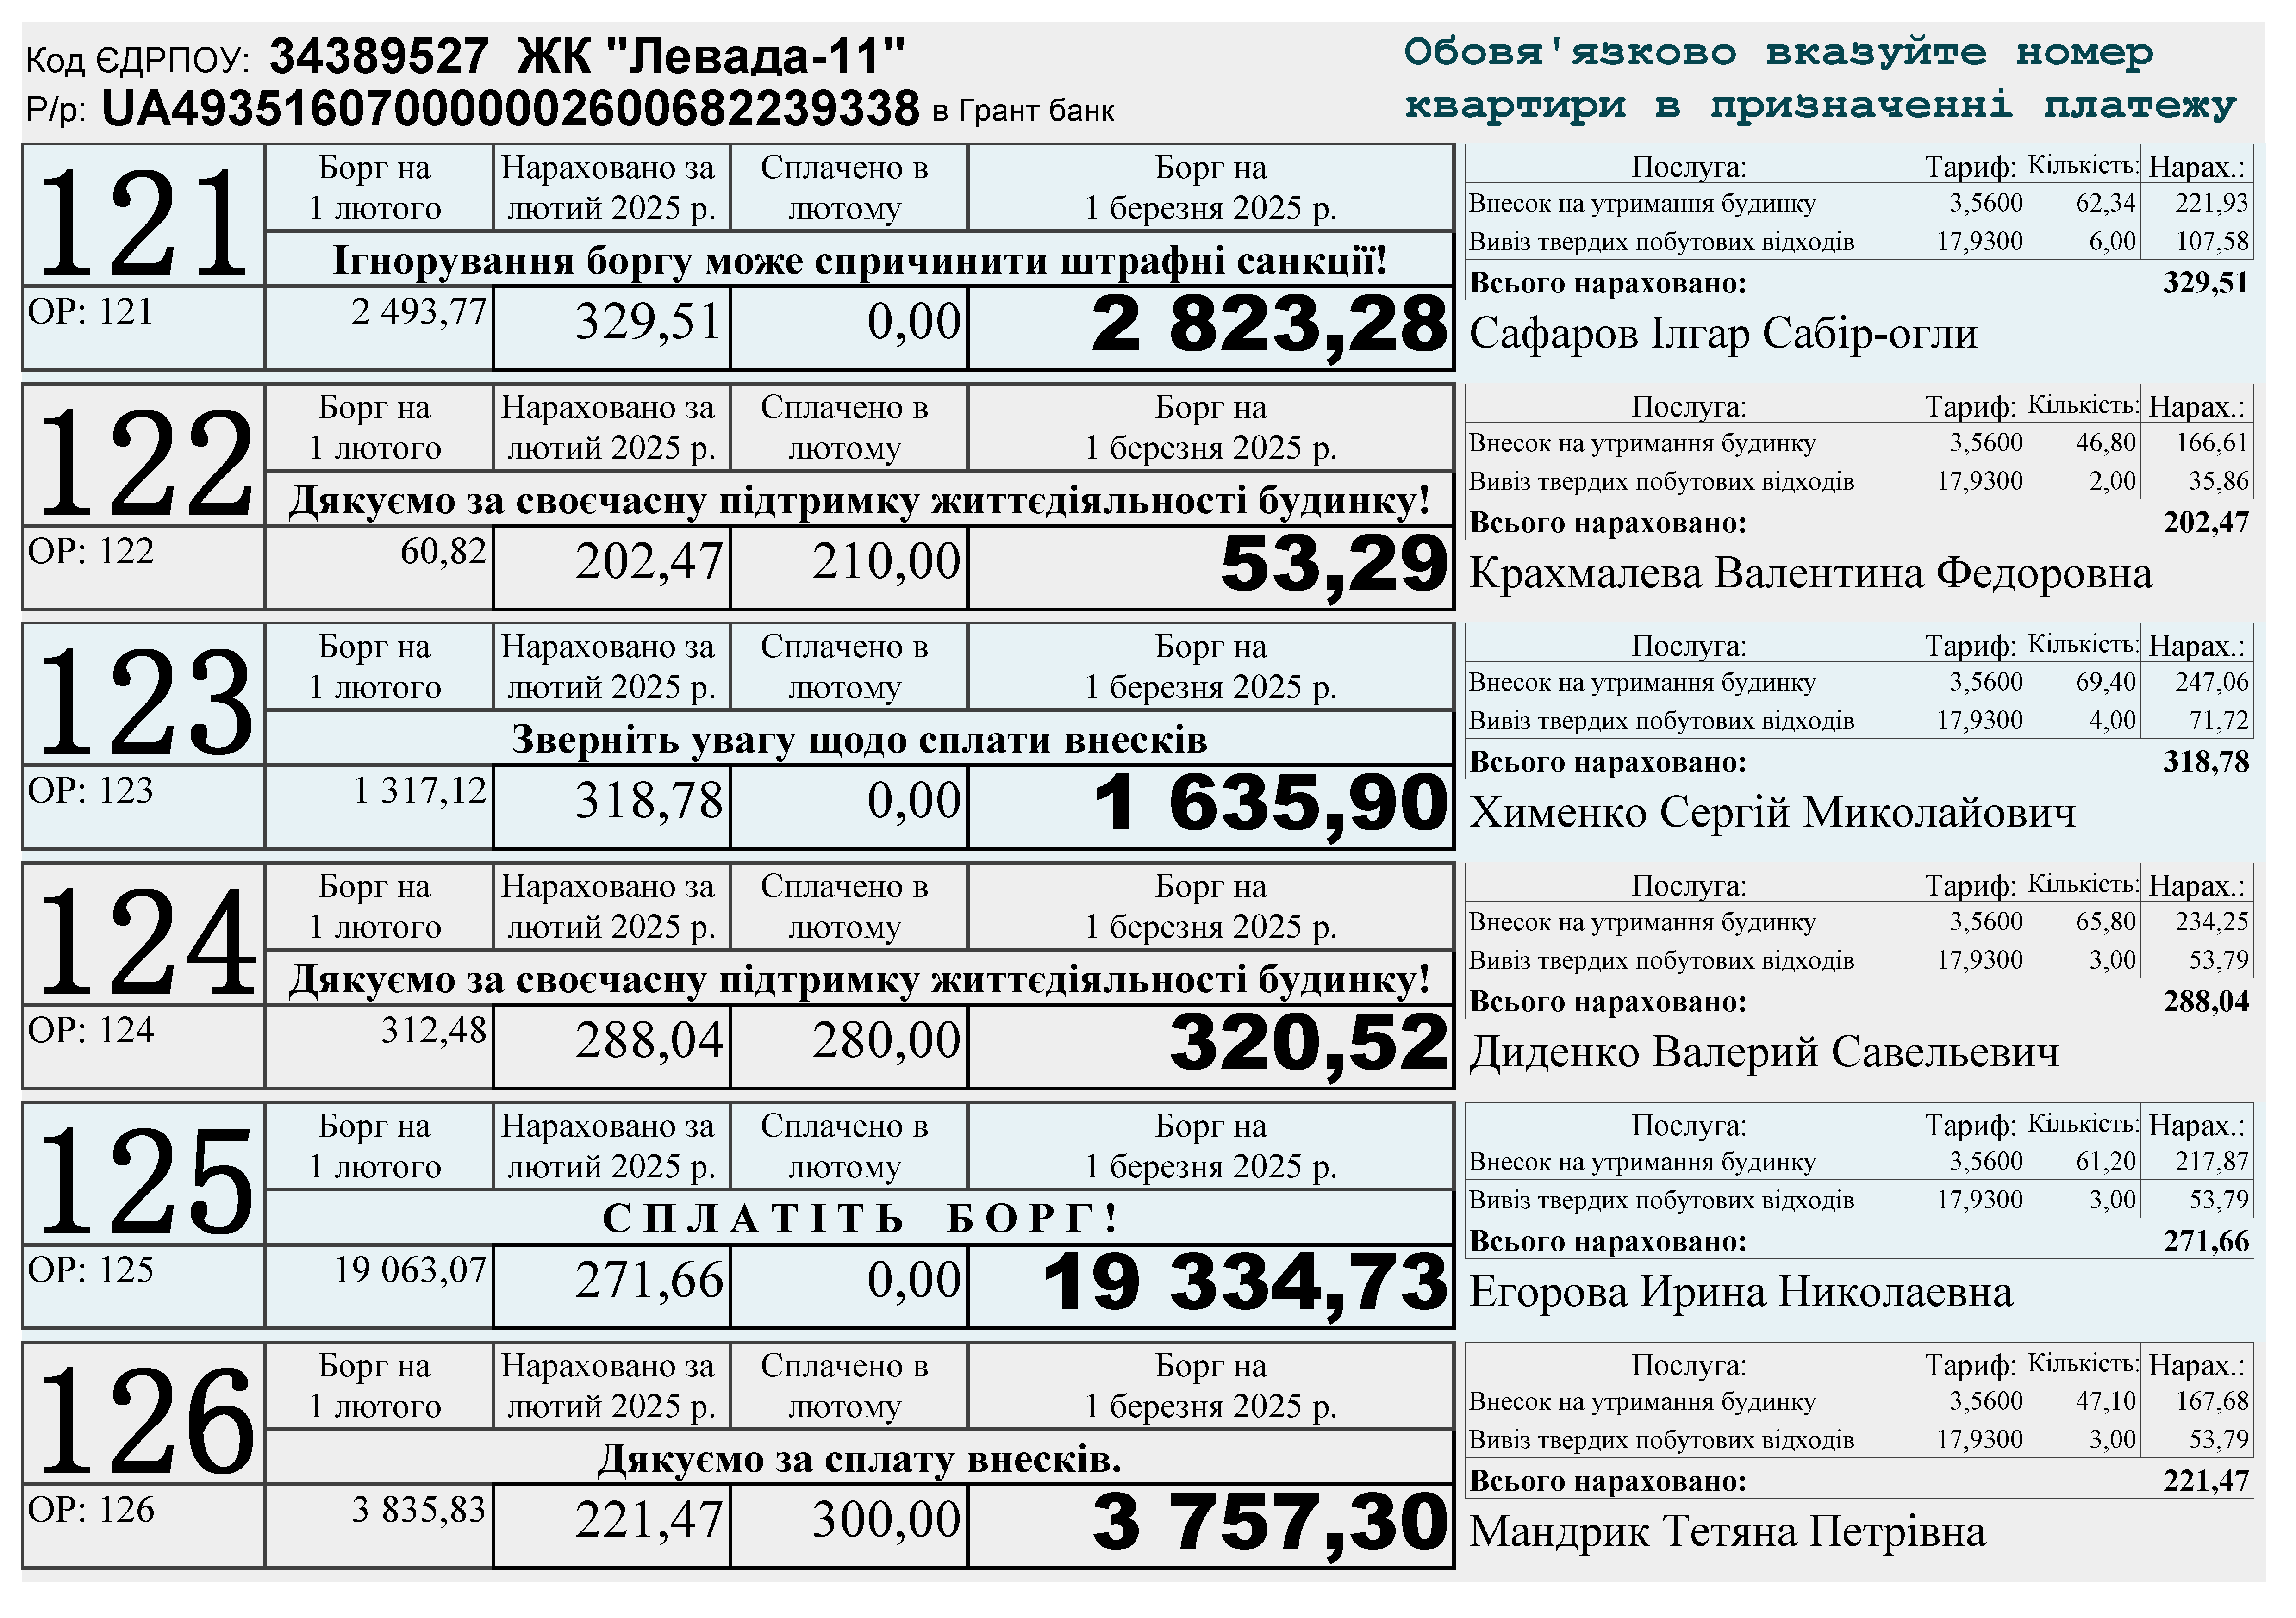 Код ЄДРПОУ: 34389527 ЖК "Левада-11"
Р/р: UA493516070000002600682239338 в Грант банк
Обовя'язково вказуйте номер
квартири в призначенні платежу
121
Борг на
1 лютого
Нараховано за
лютий 2025 р.
Сплачено в
лютому
Борг на
1 березня 2025 р.
Ігнорування боргу може спричинити штрафні санкції!
ОР: 121 2 493,77 329,51 0,00 2 823,28
Послуга: Тариф: Кількість: Нарах.:
Внесок на утримання будинку 3,5600 62,34 221,93
Вивіз твердих побутових відходів 17,9300 6,00 107,58
Всього нараховано: 329,51
Сафаров Ілгар Сабір-огли
122
Борг на
1 лютого
Нараховано за
лютий 2025 р.
Сплачено в
лютому
Борг на
1 березня 2025 р.
Дякуємо за своєчасну підтримку життєдіяльності будинку!
ОР: 122 60,82 202,47 210,00 53,29
Послуга: Тариф: Кількість: Нарах.:
Внесок на утримання будинку 3,5600 46,80 166,61
Вивіз твердих побутових відходів 17,9300 2,00 35,86
Всього нараховано: 202,47
Крахмалева Валентина Федоровна
123
Борг на
1 лютого
Нараховано за
лютий 2025 р.
Сплачено в
лютому
Борг на
1 березня 2025 р.
Зверніть увагу щодо сплати внесків
ОР: 123 1 317,12 318,78 0,00 1 635,90
Послуга: Тариф: Кількість: Нарах.:
Внесок на утримання будинку 3,5600 69,40 247,06
Вивіз твердих побутових відходів 17,9300 4,00 71,72
Всього нараховано: 318,78
Хименко Сергій Миколайович
124
Борг на
1 лютого
Нараховано за
лютий 2025 р.
Сплачено в
лютому
Борг на
1 березня 2025 р.
Дякуємо за своєчасну підтримку життєдіяльності будинку!
ОР: 124 312,48 288,04 280,00 320,52
Послуга: Тариф: Кількість: Нарах.:
Внесок на утримання будинку 3,5600 65,80 234,25
Вивіз твердих побутових відходів 17,9300 3,00 53,79
Всього нараховано: 288,04
Диденко Валерий Савельевич
125
Борг на
1 лютого
Нараховано за
лютий 2025 р.
Сплачено в
лютому
Борг на
1 березня 2025 р.
С П Л А Т І Т Ь Б О Р Г !
ОР: 125 19 063,07 271,66 0,00 19 334,73
Послуга: Тариф: Кількість: Нарах.:
Внесок на утримання будинку 3,5600 61,20 217,87
Вивіз твердих побутових відходів 17,9300 3,00 53,79
Всього нараховано: 271,66
Егорова Ирина Николаевна
126
Борг на
1 лютого
Нараховано за
лютий 2025 р.
Сплачено в
лютому
Борг на
1 березня 2025 р.
Дякуємо за сплату внесків.
ОР: 126 3 835,83 221,47 300,00 3 757,30
Послуга: Тариф: Кількість: Нарах.:
Внесок на утримання будинку 3,5600 47,10 167,68
Вивіз твердих побутових відходів 17,9300 3,00 53,79
Всього нараховано: 221,47
Мандрик Тетяна Петрівна